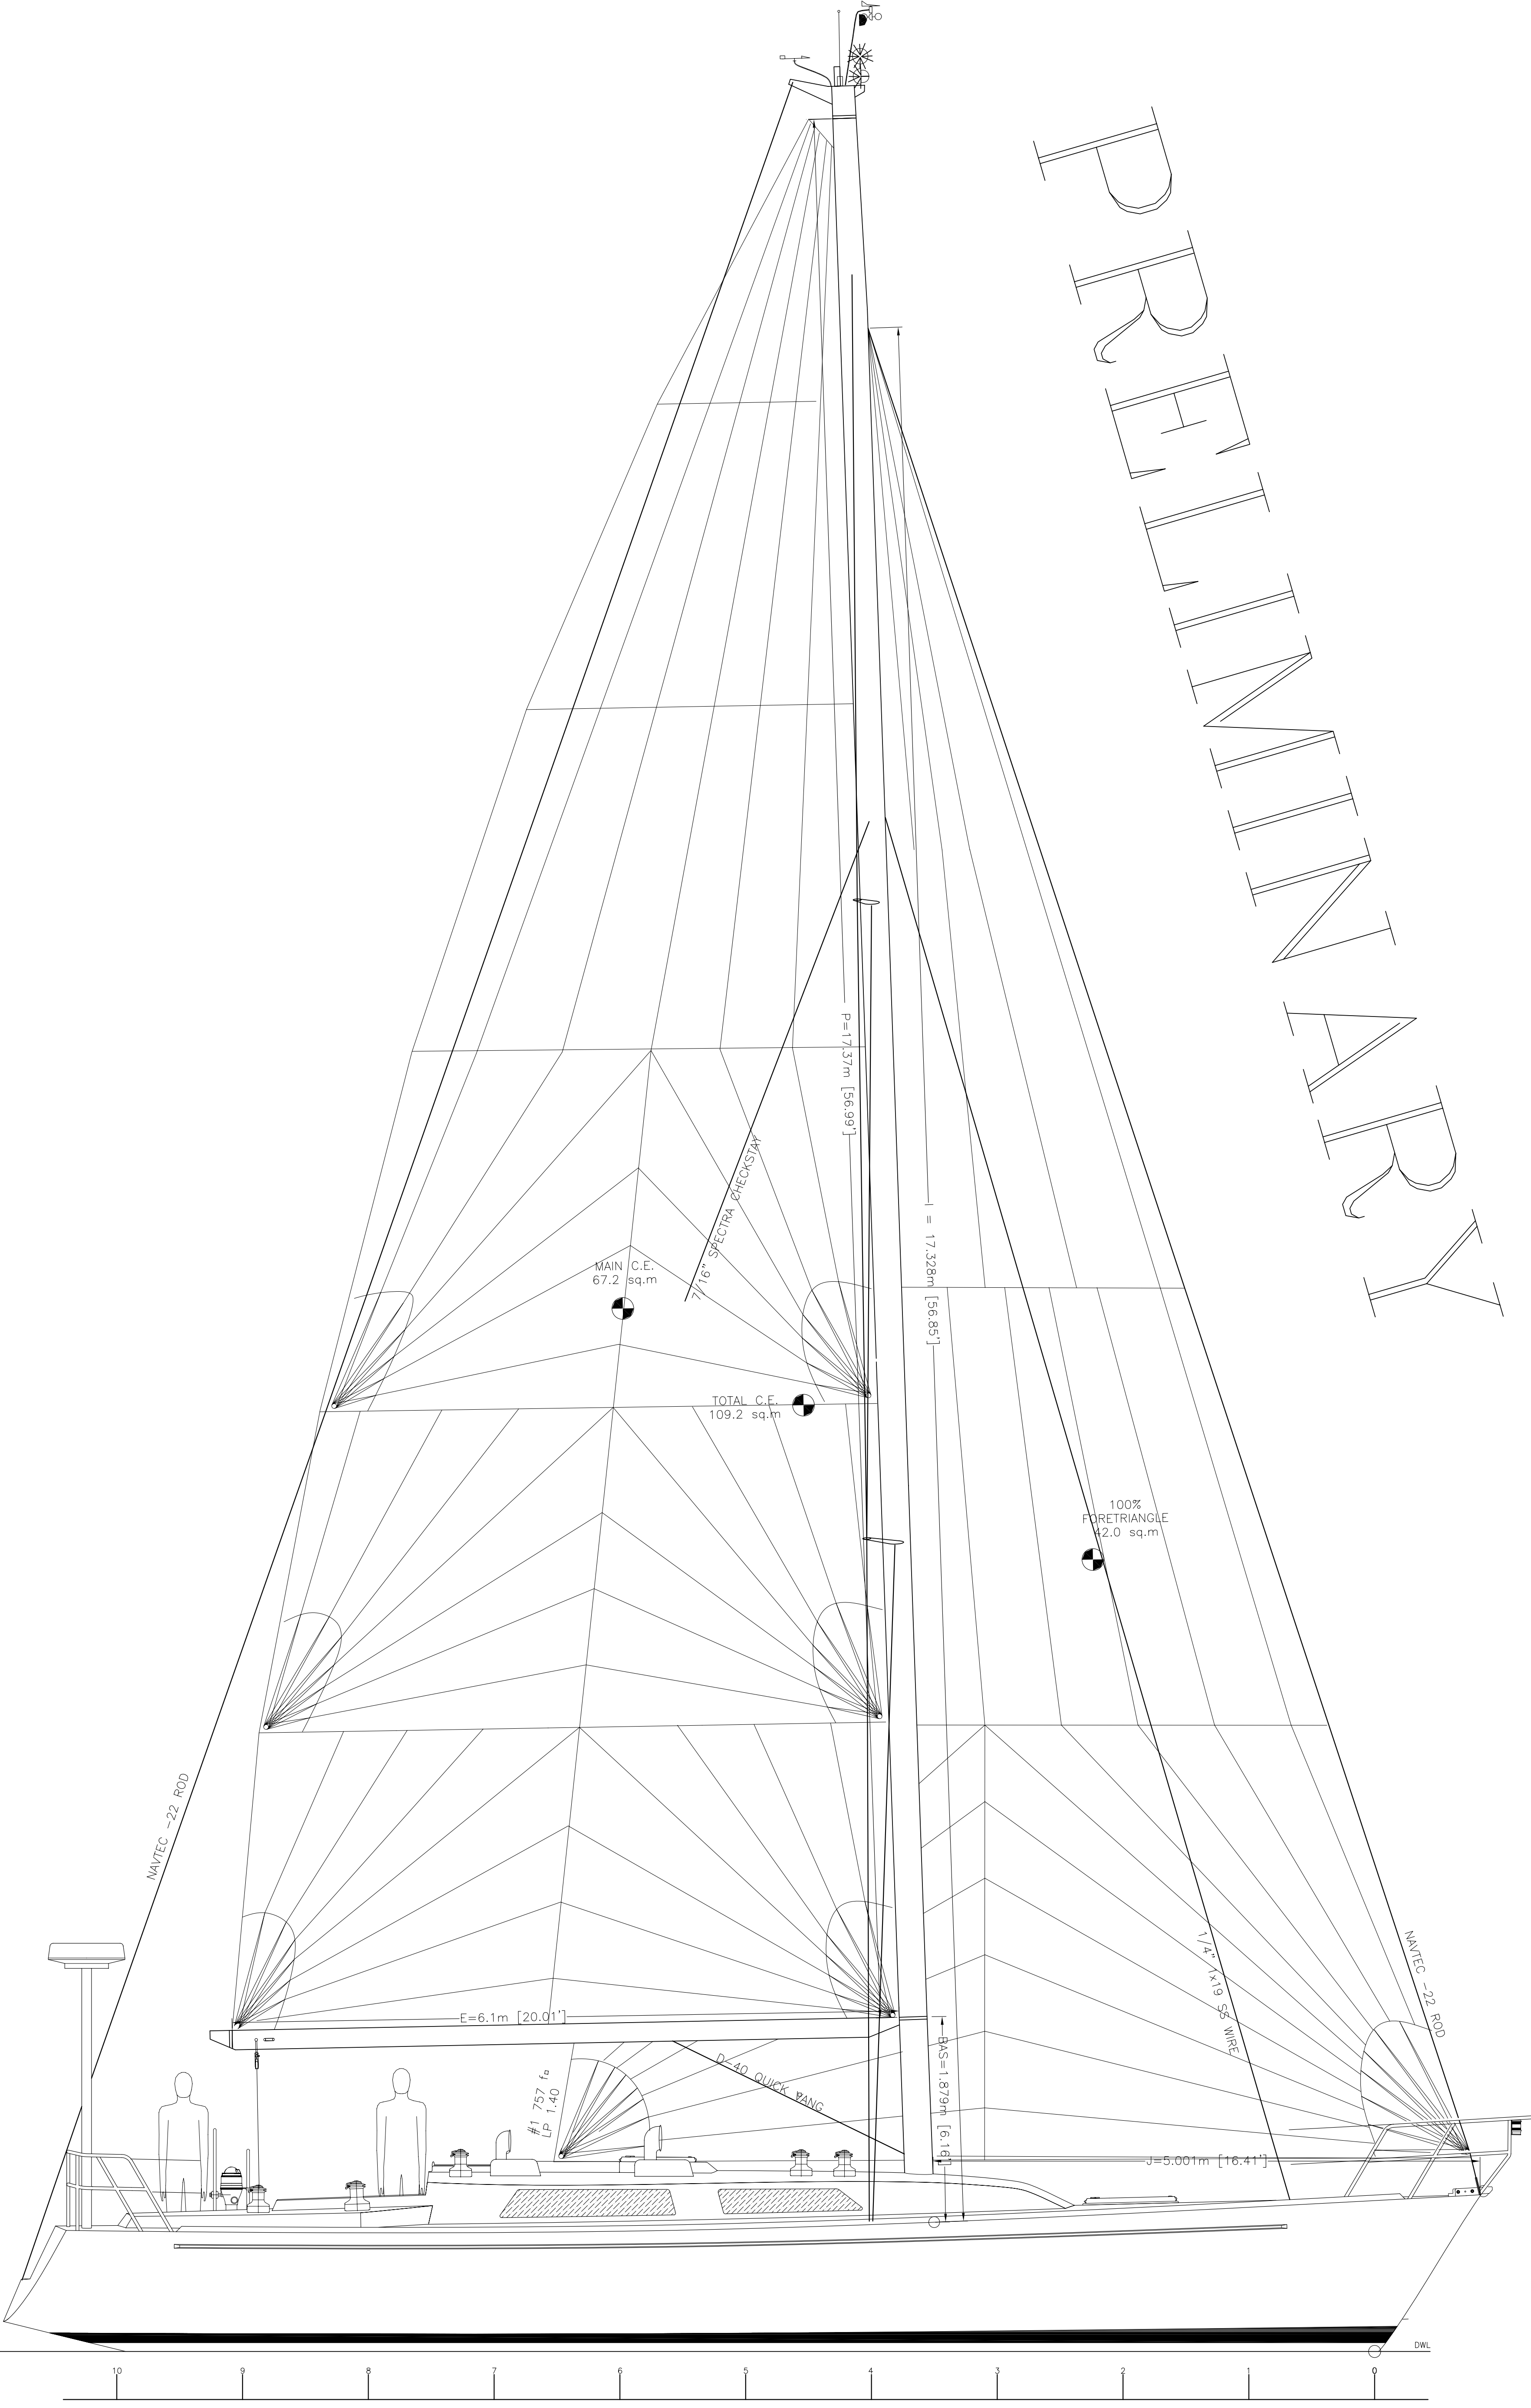 PRELIMINARY
P=17.37m [56.99']
7/16" SPECTRA CHECKSTAY
I = 17.328m [56.85']
MAIN C.E.
67.2 sq.m
TOTAL C.E.
109.2 sq.m
100%
FORETRIANGLE
42.0 sq.m
NAVTEC -22 ROD
1/4" 1x19 SS WIRE
NAVTEC -22 ROD
E=6.1m [20.01']
D-40 QUICK VANG
BAS=1.879m [6.16']
#1 757
LP 1.40
J=5.001m [16.41']
DWL
10 9 8 7 6 5 4 3 2 1 0